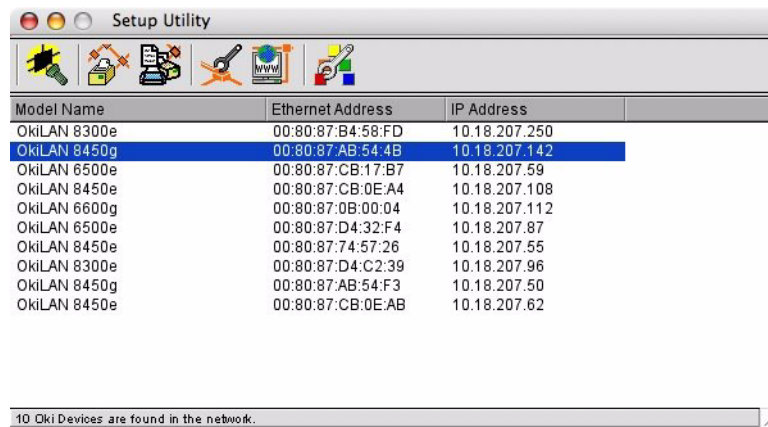 Setup Utility
WWW
Model Name Ethernet Address IP Address
OkiLAN 8300e 00:80:87:B4:58:FD 10.18.207.250
OkiLAN 8450g 00:80:87:AB:54:4B 10.18.207.142
OkiLAN 6500e 00:80:87:CB:17:B7 10.18.207.59
OkiLAN 8450e 00:80:87:CB:0E:A4 10.18.207.108
OkiLAN 6600g 00:80:87:0B:00:04 10.18.207.112
OkiLAN 6500e 00:80:87:D4:32:F4 10.18.207.87
OkiLAN 8450e 00:80:87:74:57:26 10.18.207.55
OkiLAN 8300e 00:80:87:D4:C2:39 10.18.207.96
OkiLAN 8450g 00:80:87:AB:54:F3 10.18.207.50
OkiLAN 8450e 00:80:87:CB:0E:AB 10.18.207.62
10 Oki Devices are found in the network.